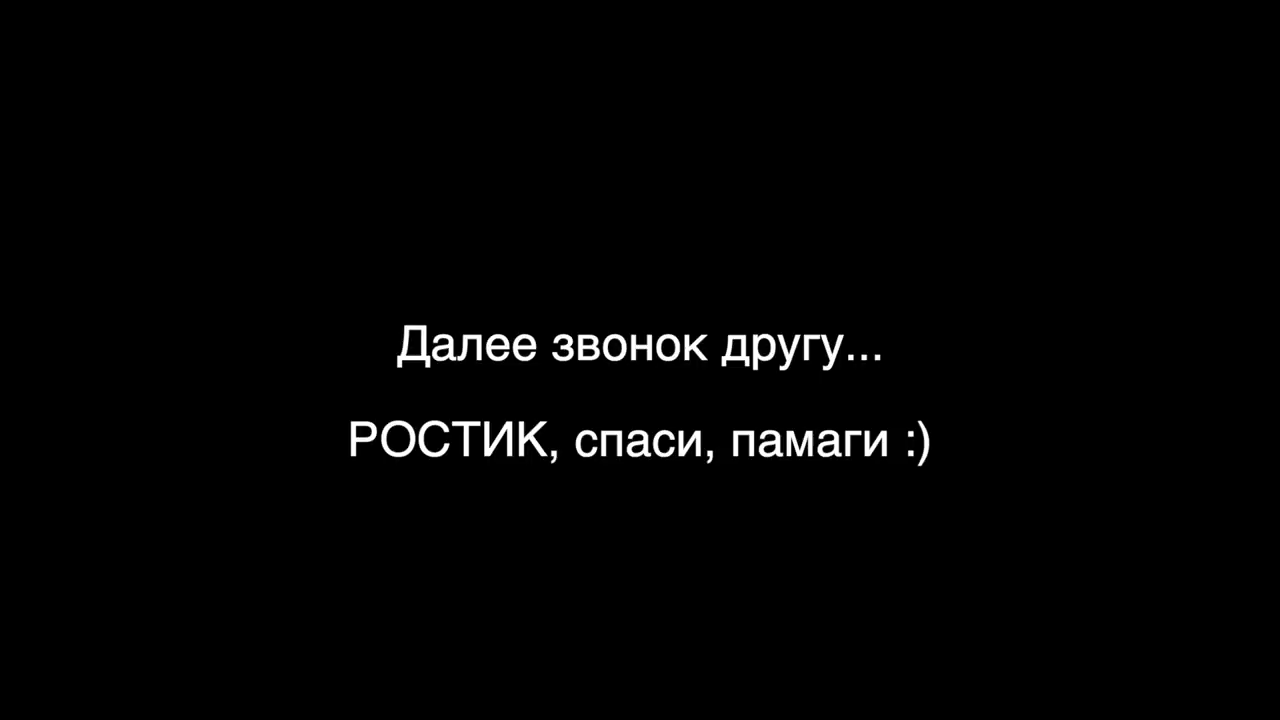 Далее звонок другу...
РОСТИК, спаси, памаги :)